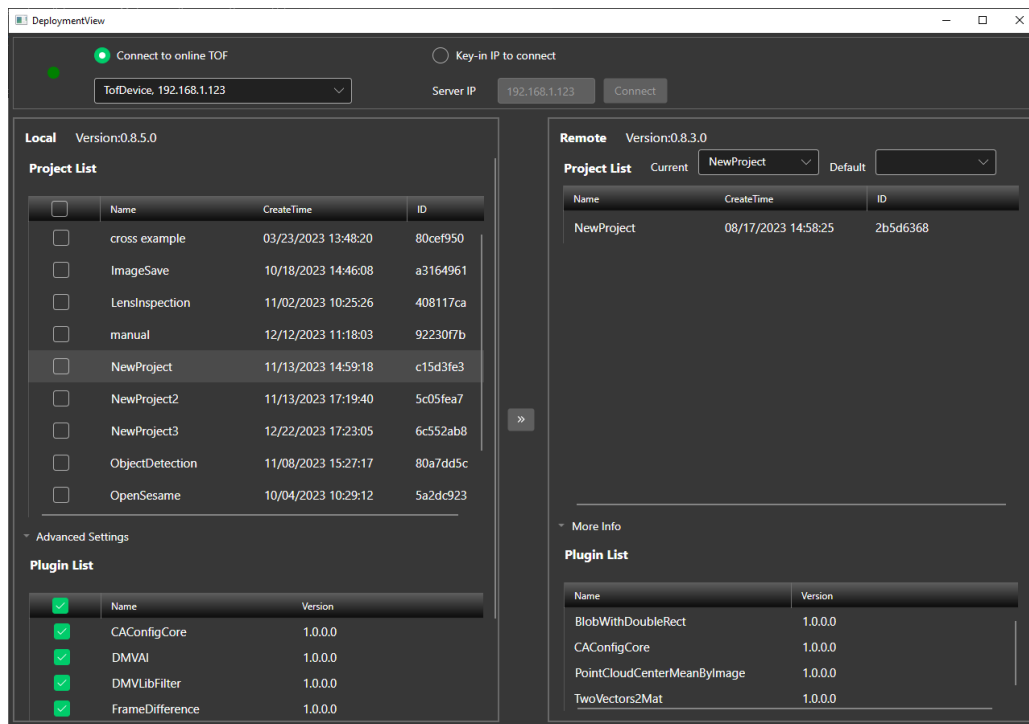 DeploymentView
Connect to online TOF
Key-in IP to connect
TofDevice, 192.168.1.123
Server IP
192.168.1.123
Connect
Local Version:0.8.5.0
Project List
Name CreateTime ID
cross example 03/23/2023 13:48:20 80cef950
ImageSave 10/18/2023 14:46:08 a3164961
LensInspection 11/02/2023 10:25:26 408117ca
manual 12/12/2023 11:18:03 92230f7b
NewProject 11/13/2023 14:59:18 c15d3fe3
NewProject2 11/13/2023 17:19:40 5c05fea7
NewProject3 12/22/2023 17:23:05 6c552ab8
ObjectDetection 11/08/2023 15:27:17 80a7dd5c
OpenSesame 10/04/2023 10:29:12 5a2dc923
Advanced Settings
Plugin List
Name Version
CAConfigCore 1.0.0.0
DMVAI 1.0.0.0
DMVLibFilter 1.0.0.0
FrameDifference 1.0.0.0
»
Remote Version:0.8.3.0
Project List Current NewProject Default
Name CreateTime ID
NewProject 08/17/2023 14:58:25 2b5d6368
More Info
Plugin List
Name Version
BlobWithDoubleRect 1.0.0.0
CAConfigCore 1.0.0.0
PointCloudCenterMeanByImage 1.0.0.0
TwoVectors2Mat 1.0.0.0